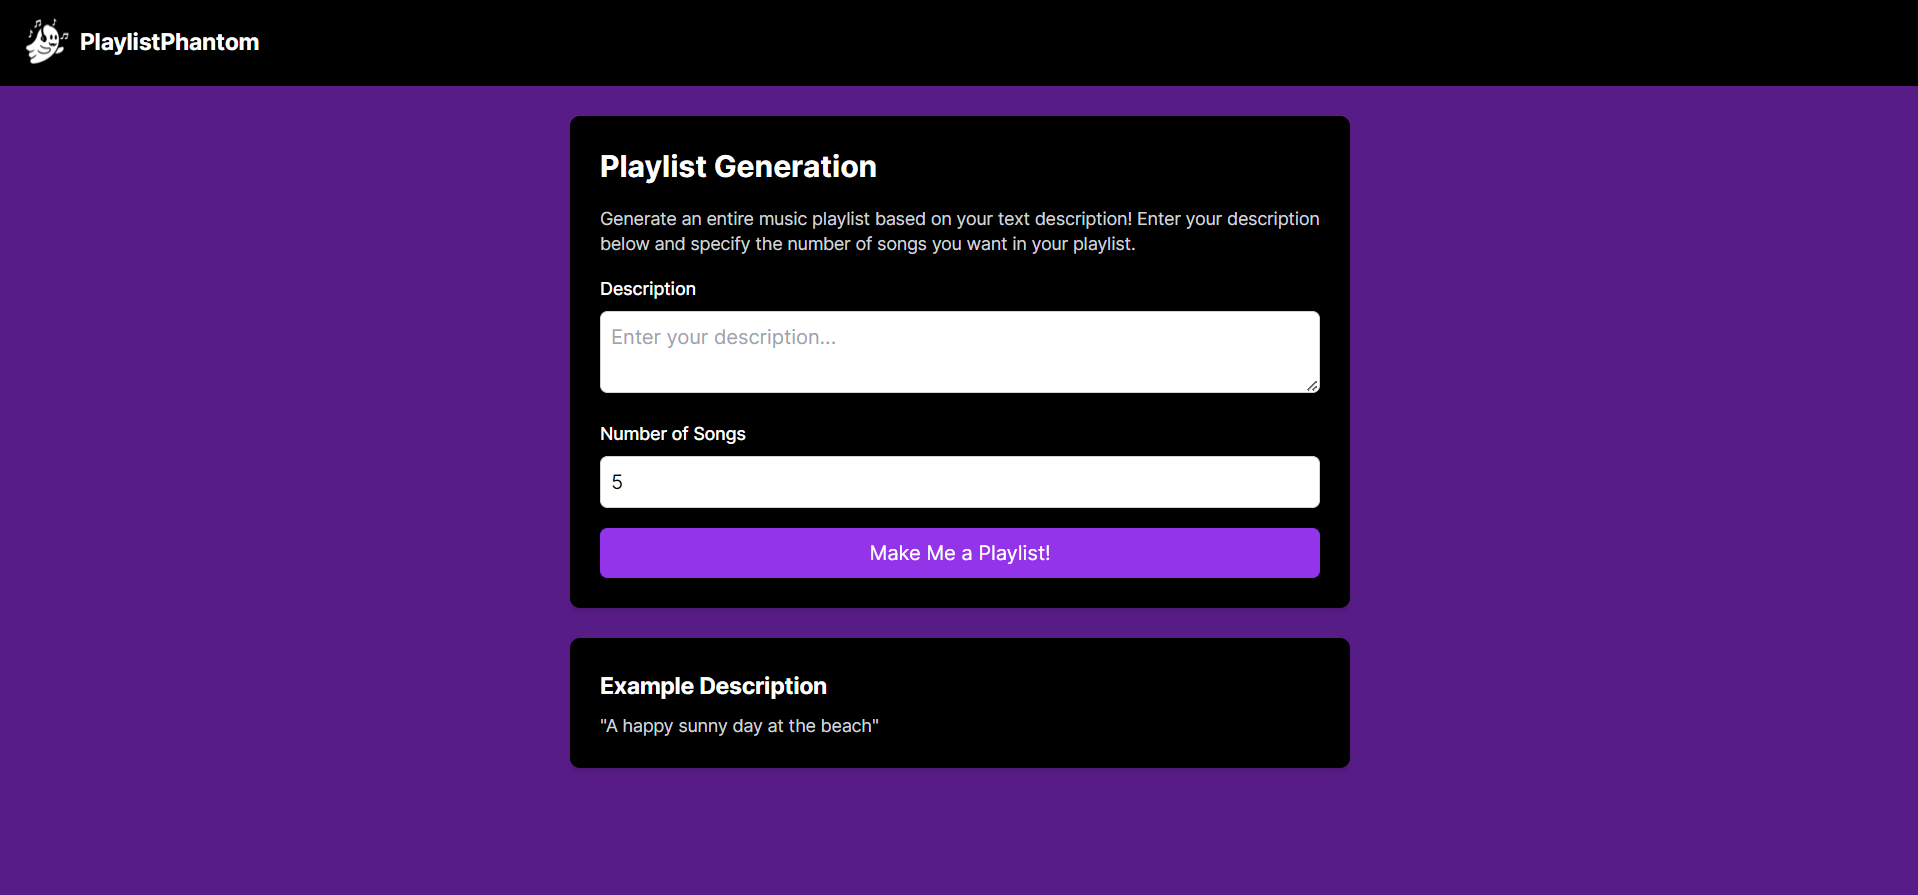 PlaylistPhantom
Playlist Generation
Generate an entire music playlist based on your text description! Enter your description
below and specify the number of songs you want in your playlist.
Description
Enter your description...
Number of Songs
5
Make Me a Playlist!
Example Description
"A happy sunny day at the beach"